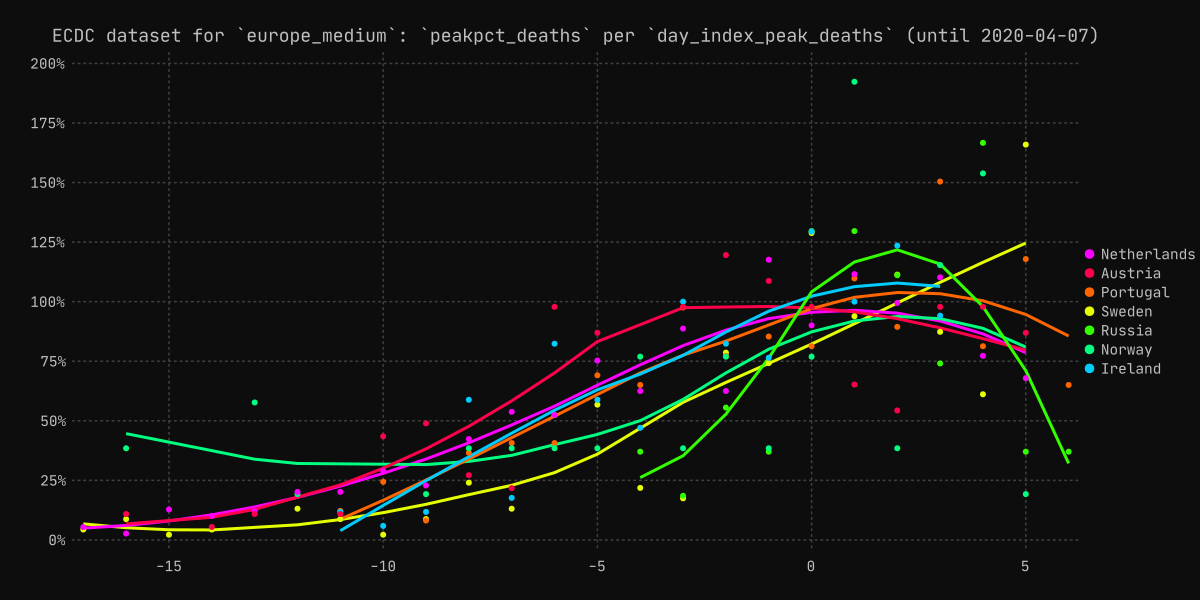 ECDC dataset for `europe_medium`: `peakpct_deaths` per `day_index_peak_deaths` (until 2020-04-07)
200%
175%
150%
125%
100%
75%
50%
25%
0%
-15
-10
-5
0
5
Netherlands
Austria
Portugal
Sweden
Russia
Norway
Ireland